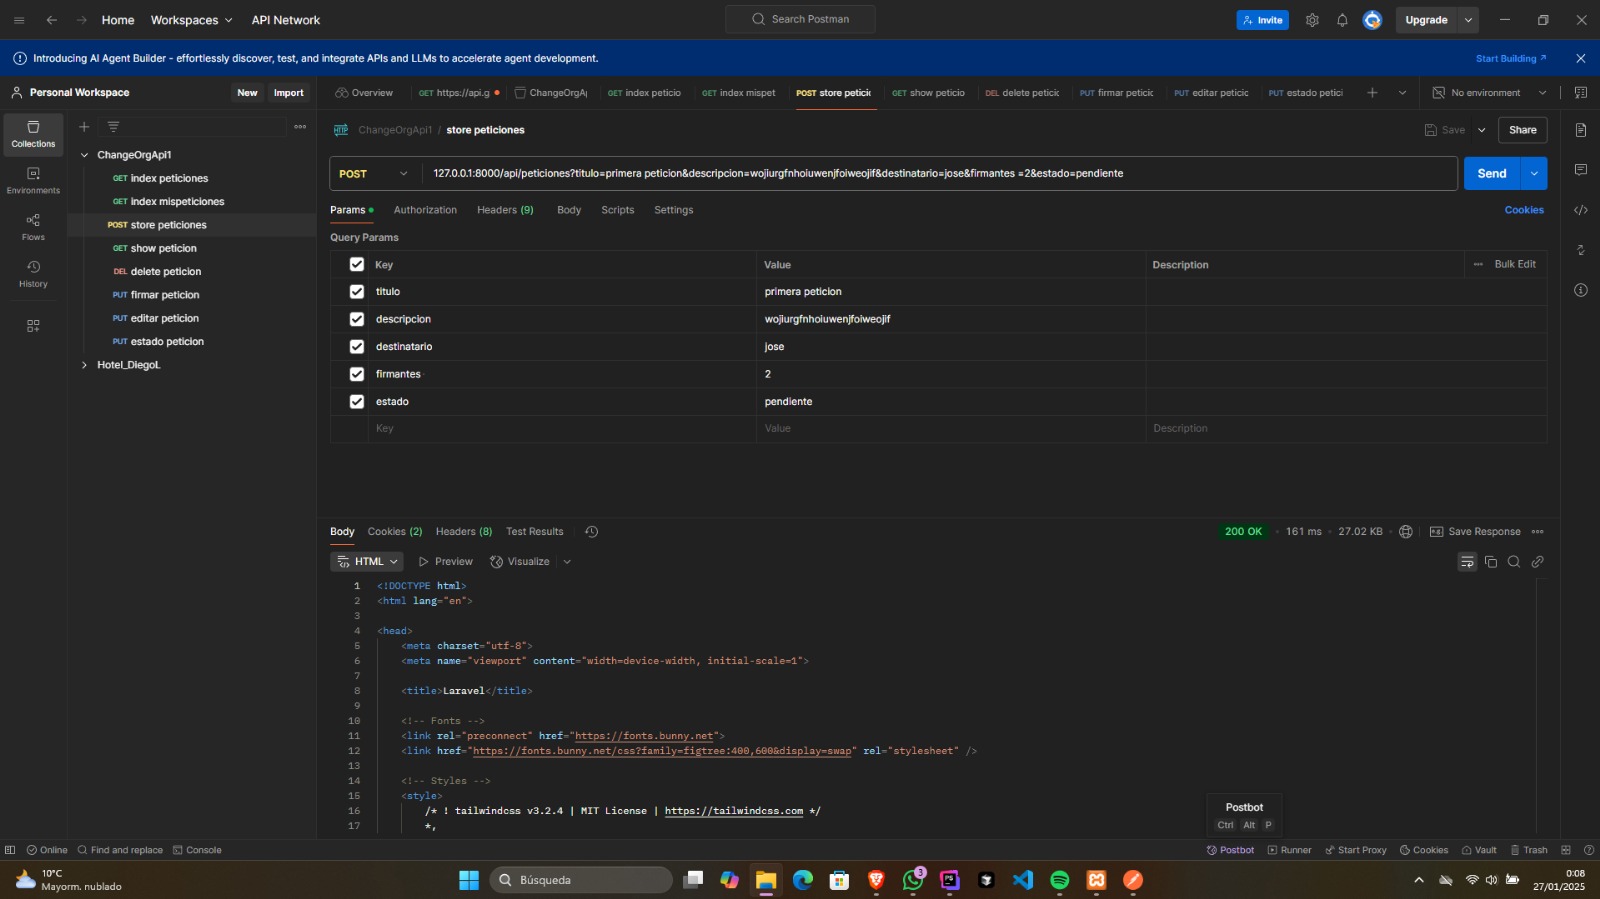 Home Workspaces API Network Search Postman Invite Upgrade
Introducing AI Agent Builder - effortlessly discover, test, and integrate APIs and LLMs to accelerate agent development. Start Building
Personal Workspace New Import
Overview GET https://api.g ChangeOrgAp GET index peticio GET index mispet POST store petici GET show peticio DEL delete petici PUT firmar petici PUT editar petici PUT estado petici No environment
Collections
Environments
Flows
History
ChangeOrgApi1
GET index peticiones
GET index mispeticiones
POST store peticiones
GET show peticion
DEL delete peticion
PUT firmar peticion
PUT editar peticion
PUT estado peticion
Hotel_DiegoL
HTTP ChangeOrgApi1 / store peticiones Save Share
POST 127.0.0.1:8000/api/peticiones?titulo=primera peticion&descripcion=wojiurgfnhoiuwenjfoiweojif&destinatario=jose&firmantes =2&estado=pendiente Send
Params Authorization Headers (9) Body Scripts Settings Cookies
Query Params
Key Value Description Bulk Edit
titulo primera peticion
descripcion wojiurgfnhoiuwenjfoiweojif
destinatario jose
firmantes 2
estado pendiente
Key Value Description
Body Cookies (2) Headers (8) Test Results 200 OK 161 ms 27.02 KB Save Response
HTML Preview Visualize
1 <!DOCTYPE html>
2 <html lang="en">
3
4 <head>
5 <meta charset="utf-8">
6 <meta name="viewport" content="width=device-width, initial-scale=1">
7
8 <title>Laravel</title>
9
10 <!-- Fonts -->
11 <link rel="preconnect" href="https://fonts.bunny.net">
12 <link href="https://fonts.bunny.net/css?family=figtree:400,600&display=swap" rel="stylesheet" />
13
14 <!-- Styles -->
15 <style>
16 /* ! tailwindcss v3.2.4 | MIT License | https://tailwindcss.com */
17 *,
Postbot
Ctrl Alt P
Online Find and replace Console Postbot Runner Start Proxy Cookies Vault Trash
10°C
Mayorm. nublado
Búsqueda
3
0:08
27/01/2025